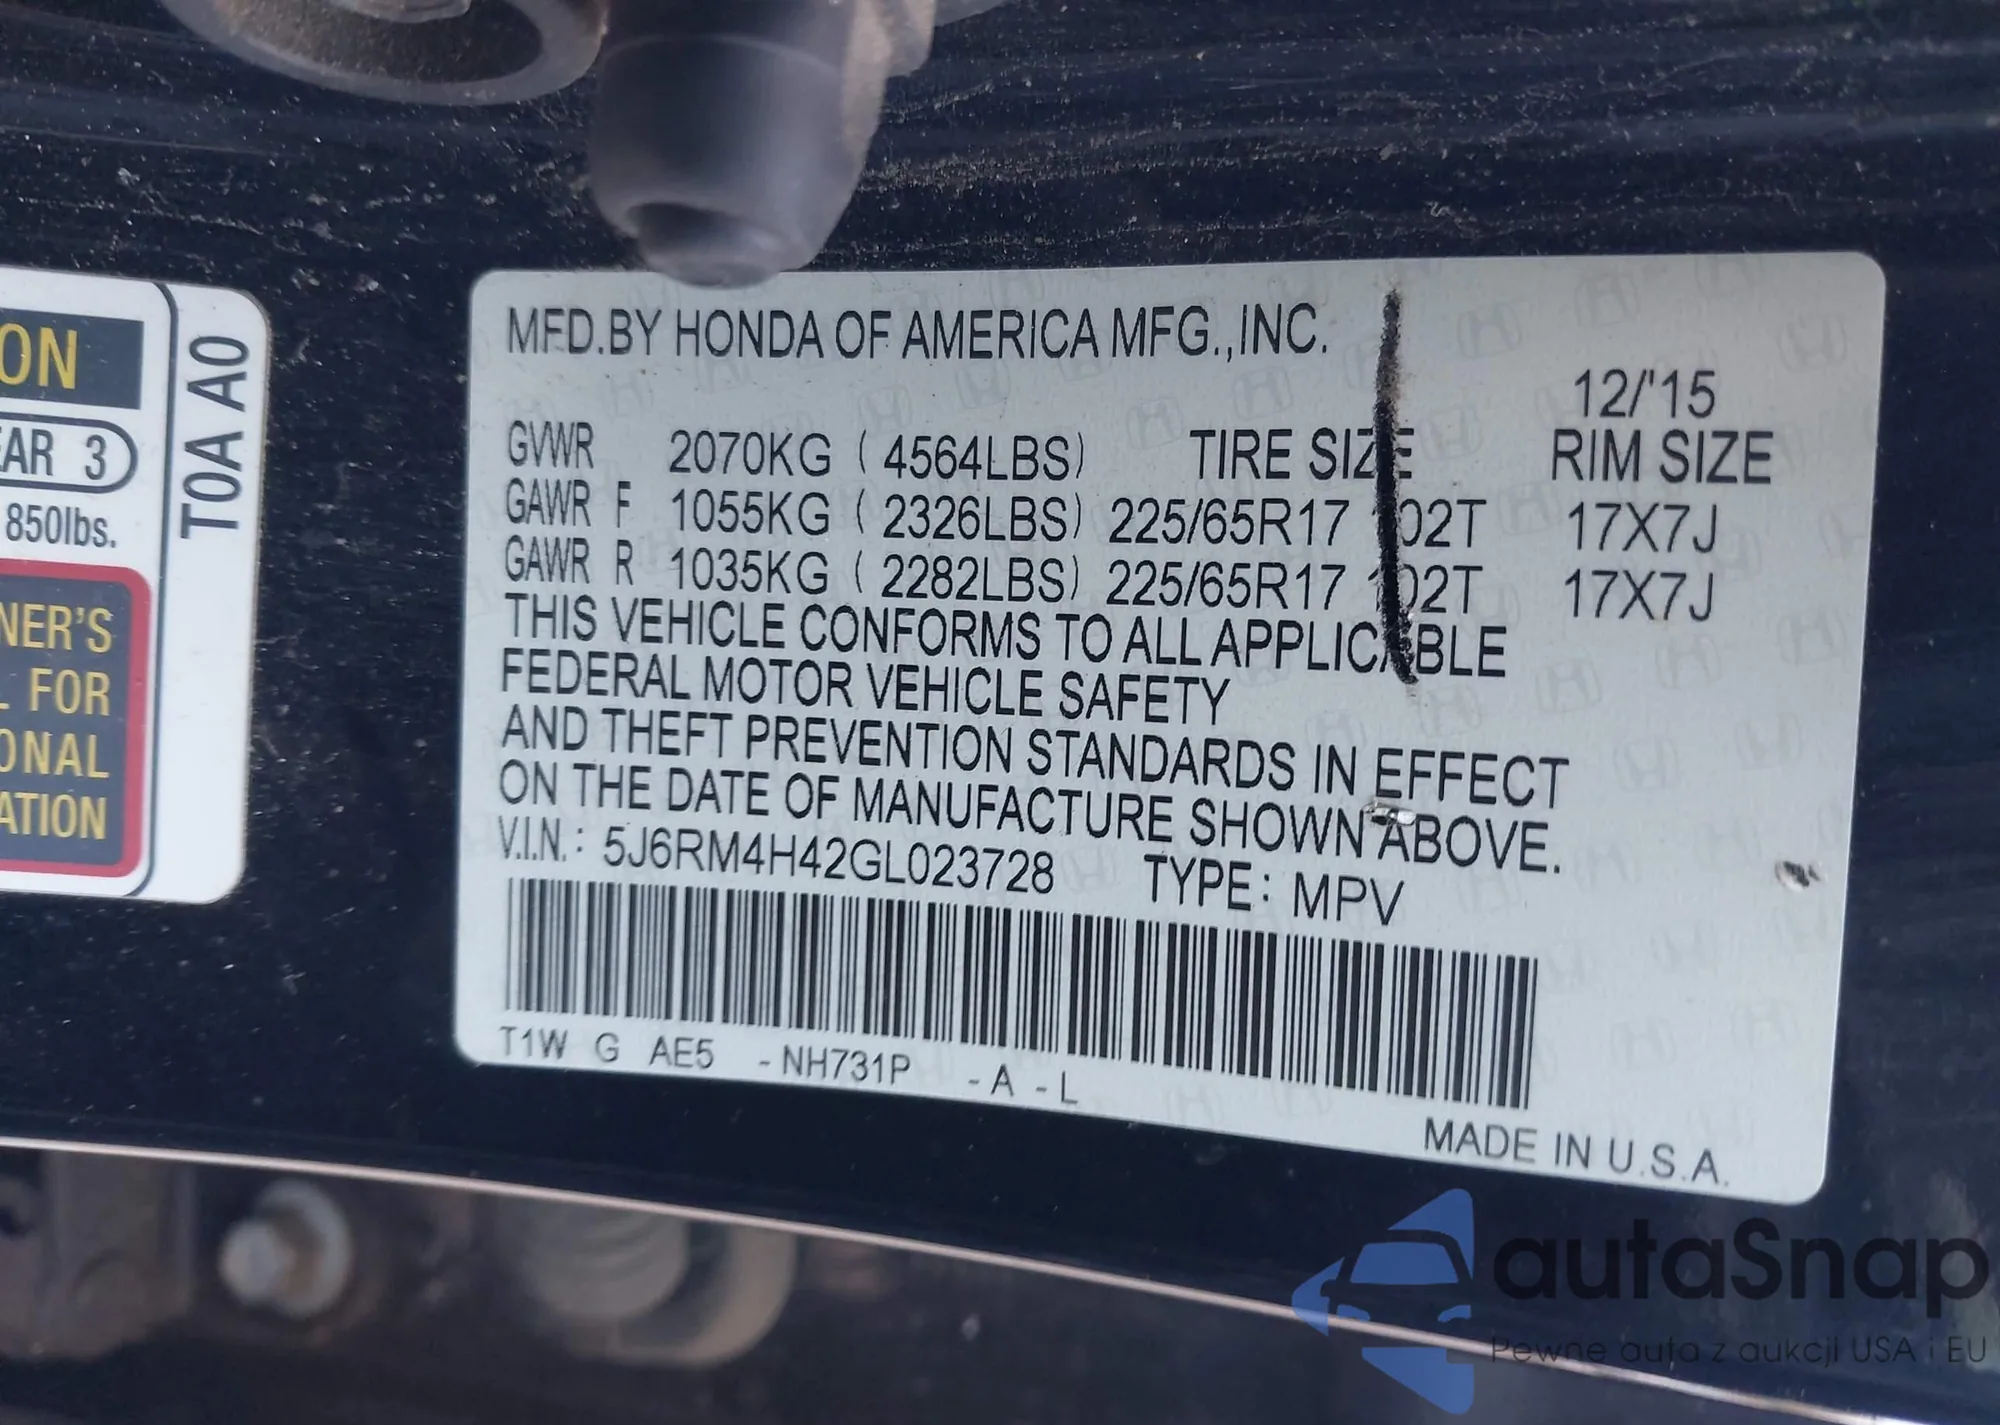 ON
EAR 3
850lbs.
NER'S
L FOR
ONAL
ATION
T0A A0
MFD.BY HONDA OF AMERICA MFG.,INC.
12/'15
GVWR 2070KG ( 4564LBS) TIRE SIZE RIM SIZE
GAWR F 1055KG ( 2326LBS) 225/65R17 102T 17X7J
GAWR R 1035KG ( 2282LBS) 225/65R17 102T 17X7J
THIS VEHICLE CONFORMS TO ALL APPLICABLE
FEDERAL MOTOR VEHICLE SAFETY
AND THEFT PREVENTION STANDARDS IN EFFECT
ON THE DATE OF MANUFACTURE SHOWN ABOVE.
V.I.N.: 5J6RM4H42GL023728 TYPE: MPV
T1W G AE5 -NH731P -A -L
MADE IN U.S.A.
autaSnap
Pewne auta z aukcji USA i EU